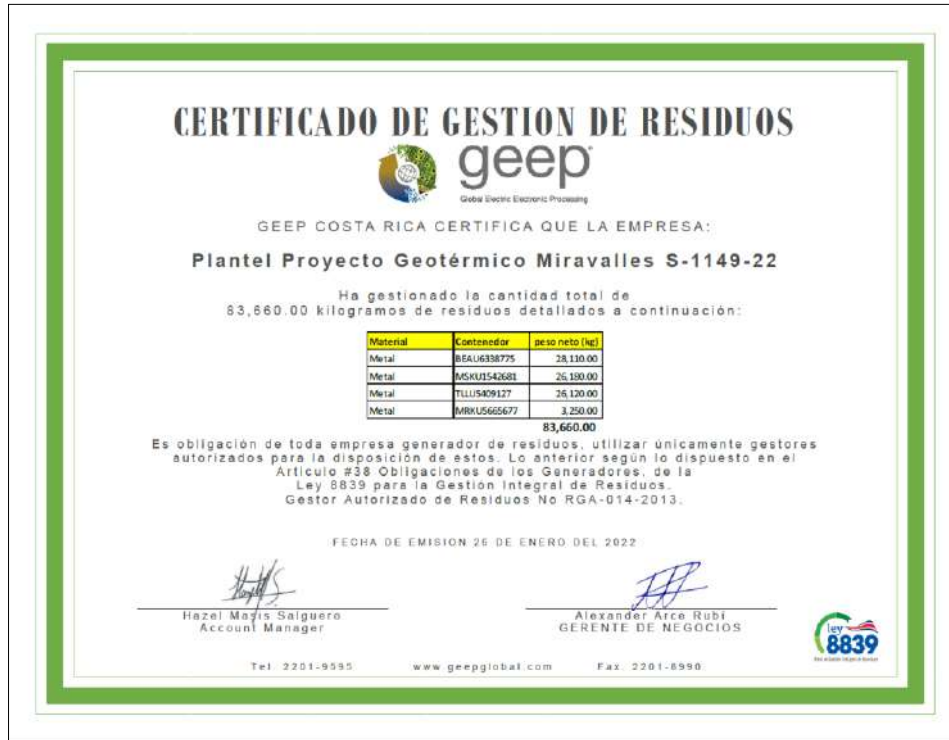 CERTIFICADO DE GESTION DE RESIDUOS
geep
Global Electric Electronic Processing
GEEP COSTA RICA CERTIFICA QUE LA EMPRESA:
Plantel Proyecto Geotérmico Miravalles S-1149-22
Ha gestionado la cantidad total de
83,660.00 kilogramos de residuos detallados a continuación:
Material Contenedor peso neto (kg)
Metal BEAU6338775 28,110.00
Metal MSKU1542681 26,180.00
Metal TLLU5409127 26,120.00
Metal MRKU5665677 3,250.00
83,660.00
Es obligación de toda empresa generador de residuos, utilizar únicamente gestores
autorizados para la disposición de estos. Lo anterior según lo dispuesto en el
Articulo #38 Obligaciones de los Generadores, de la
Ley 8839 para la Gestión Integral de Residuos.
Gestor Autorizado de Residuos No RGA-014-2013.
FECHA DE EMISION 26 DE ENERO DEL 2022
Hazel Masis Salguero
Account Manager
Alexander Arce Rubí
GERENTE DE NEGOCIOS
ley
8839
Tel. 2201-9595 www.geepglobal.com Fax. 2201-8990